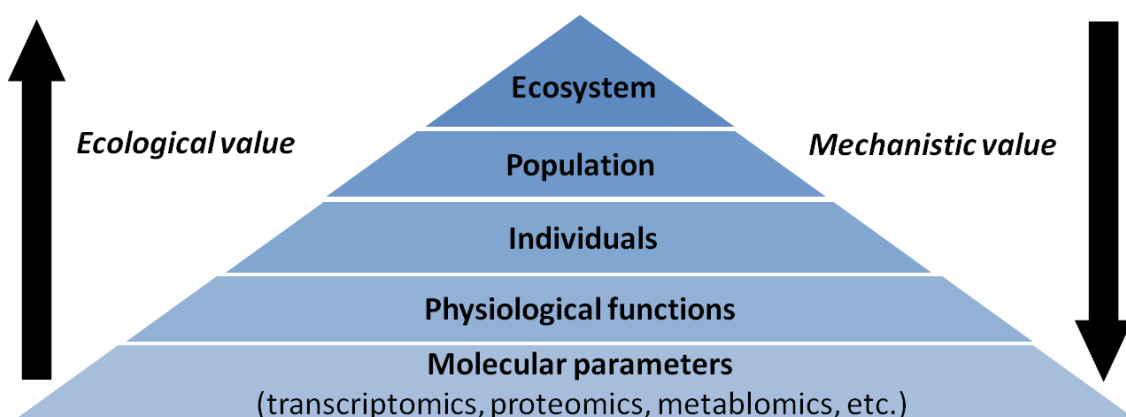 Ecosystem
Ecological value
Mechanistic value
Population
Individuals
Physiological functions
Molecular parameters
(transcriptomics, proteomics, metablomics, etc.)